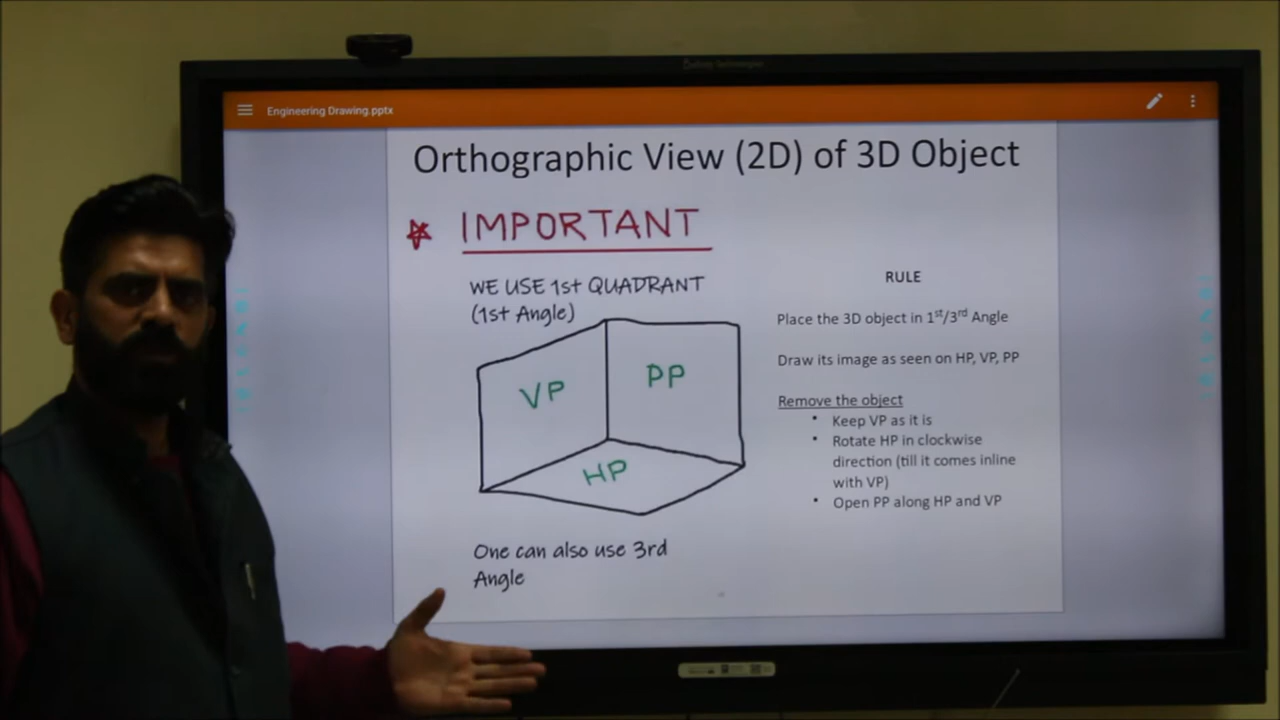 Engineering Drawing.pptx
Orthographic View (2D) of 3D Object
IMPORTANT
WE USE 1st QUADRANT
(1st Angle)
VP
PP
HP
One can also use 3rd
Angle
RULE
Place the 3D object in 1st/3rd Angle
Draw its image as seen on HP, VP, PP
Remove the object
• Keep VP as it is
• Rotate HP in clockwise
direction (till it comes inline
with VP)
• Open PP along HP and VP